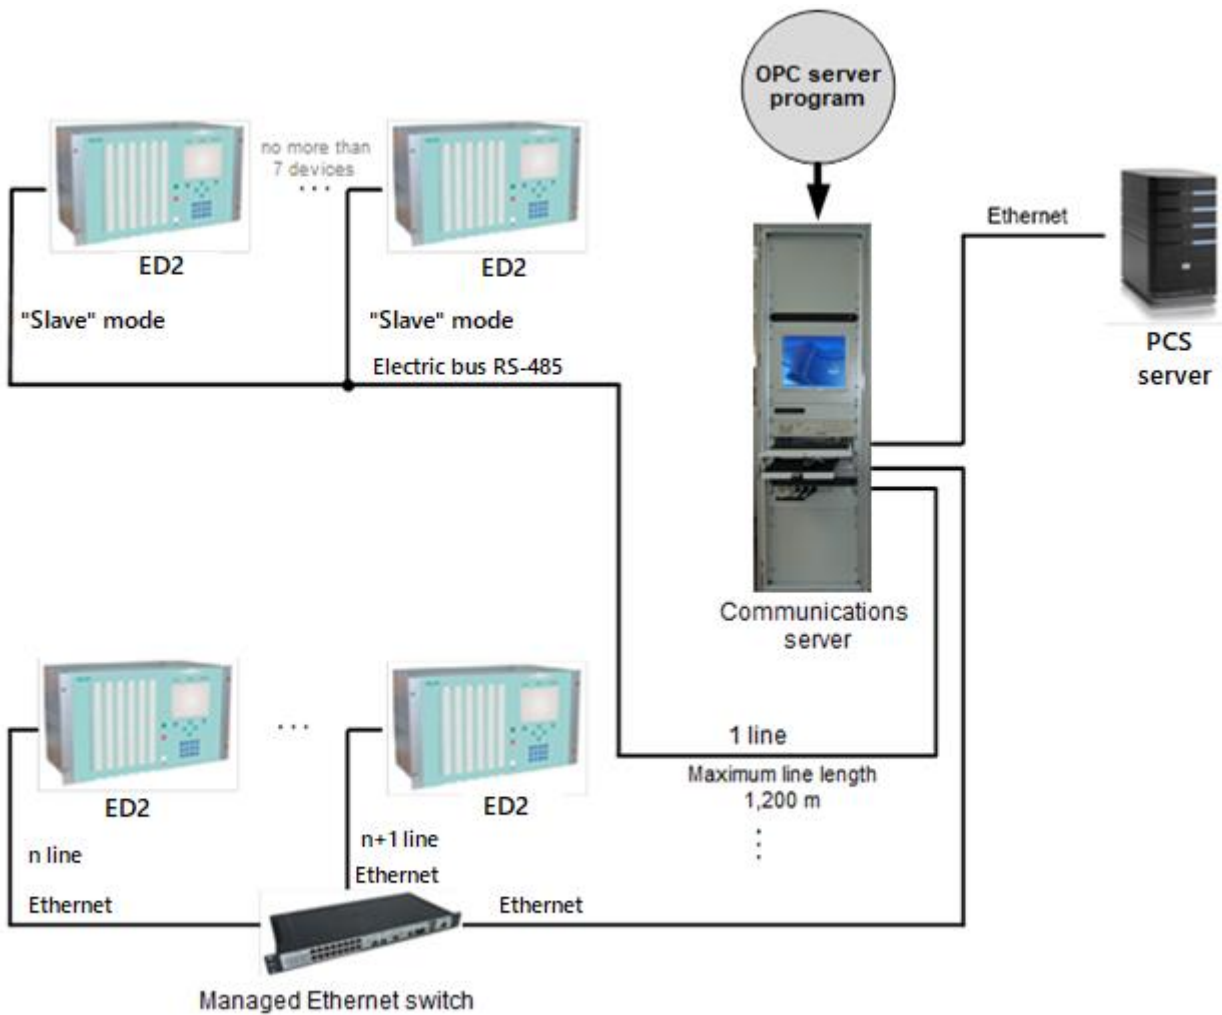 OPC server
program
no more than
7 devices
...
ED2
ED2
Ethernet
"Slave" mode
"Slave" mode
PCS
server
Electric bus RS-485
Communications
server
...
1 line
Maximum line length
1,200 m
ED2
ED2
n line
n+1 line
Ethernet
Ethernet
Ethernet
Managed Ethernet switch